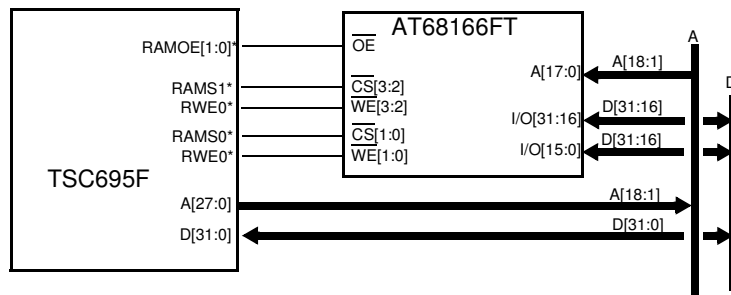 AT68166FT
RAMOE[1:0]*
OE
A
A[17:0]
A[18:1]
D
RAMS1*
CS[3:2]
RWE0*
WE[3:2]
I/O[31:16]
D[31:16]
RAMS0*
CS[1:0]
RWE0*
WE[1:0]
I/O[15:0]
D[31:16]
TSC695F
A[27:0]
A[18:1]
D[31:0]
D[31:0]